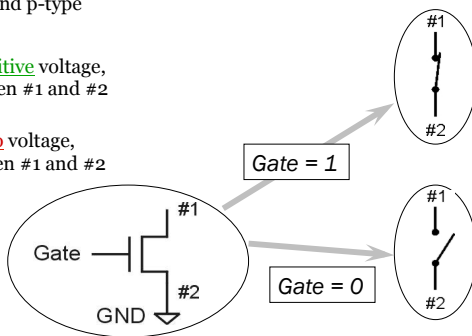 nd p-type
itive voltage,
en #1 and #2
o voltage,
en #1 and #2
#1
#2
Gate = 1
#1
Gate
#2
GND
Gate = 0
#1
#2